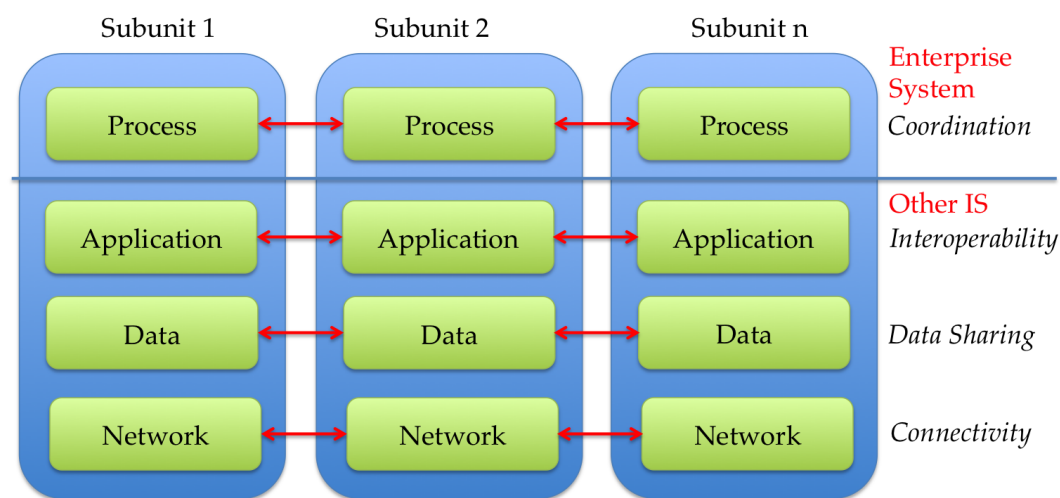 Subunit 1
Subunit 2
Subunit n
Enterprise
System
Process
Process
Process
Coordination
Other IS
Application
Application
Application
Interoperability
Data
Data
Data
Data Sharing
Network
Network
Network
Connectivity